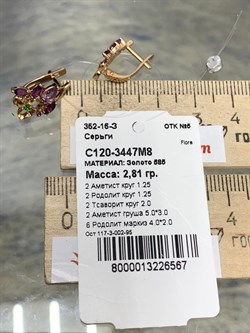 352-16-3 ОТК №5
Серьги
Flora
С120-3447М8
МАТЕРИАЛ: Золото 585
Масса: 2,81 гр.
2 Аметист круг 1.25
2 Родолит круг 1.25
2 Тсаворит круг 2.0
2 Аметист груша 5.0*3.0
6 Родолит маркиз 4.0*2.0
Ост 117-3-002-95
8000013226567